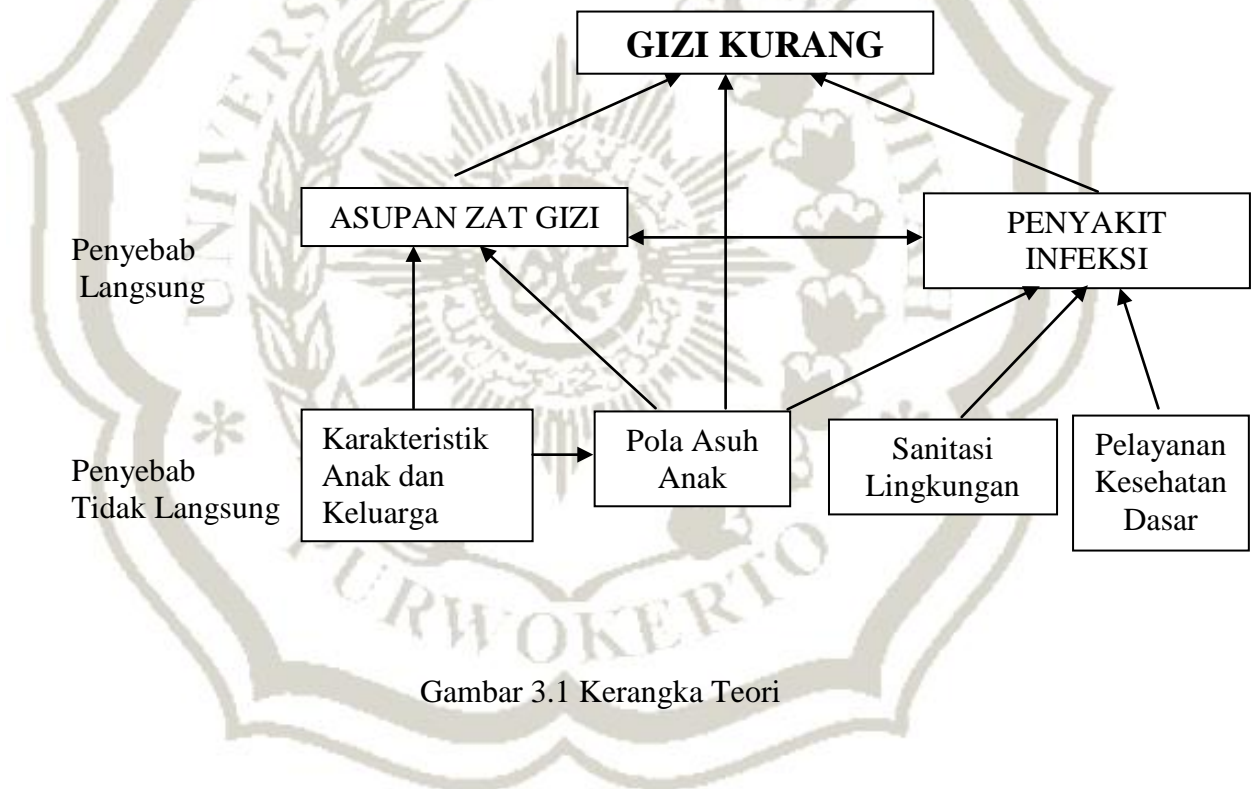 GIZI KURANG
ASUPAN ZAT GIZI
PENYAKIT
INFEKSI
Penyebab
Langsung
Karakteristik
Anak dan
Keluarga
Pola Asuh
Anak
Sanitasi
Lingkungan
Pelayanan
Kesehatan
Dasar
Penyebab
Tidak Langsung
PURWOKERTO
Gambar 3.1 Kerangka Teori